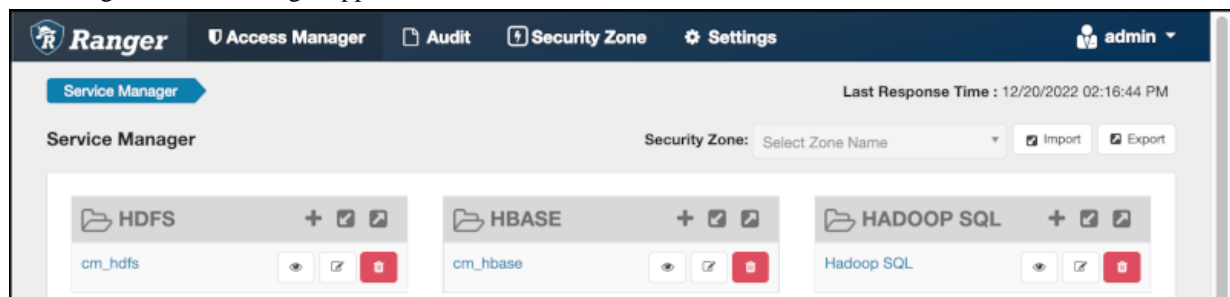 Ranger Access Manager Audit Security Zone Settings admin
Service Manager Last Response Time : 12/20/2022 02:16:44 PM
Service Manager Security Zone: Select Zone Name Import Export
HDFS HBASE HADOOP SQL
cm_hdfs cm_hbase Hadoop SQL